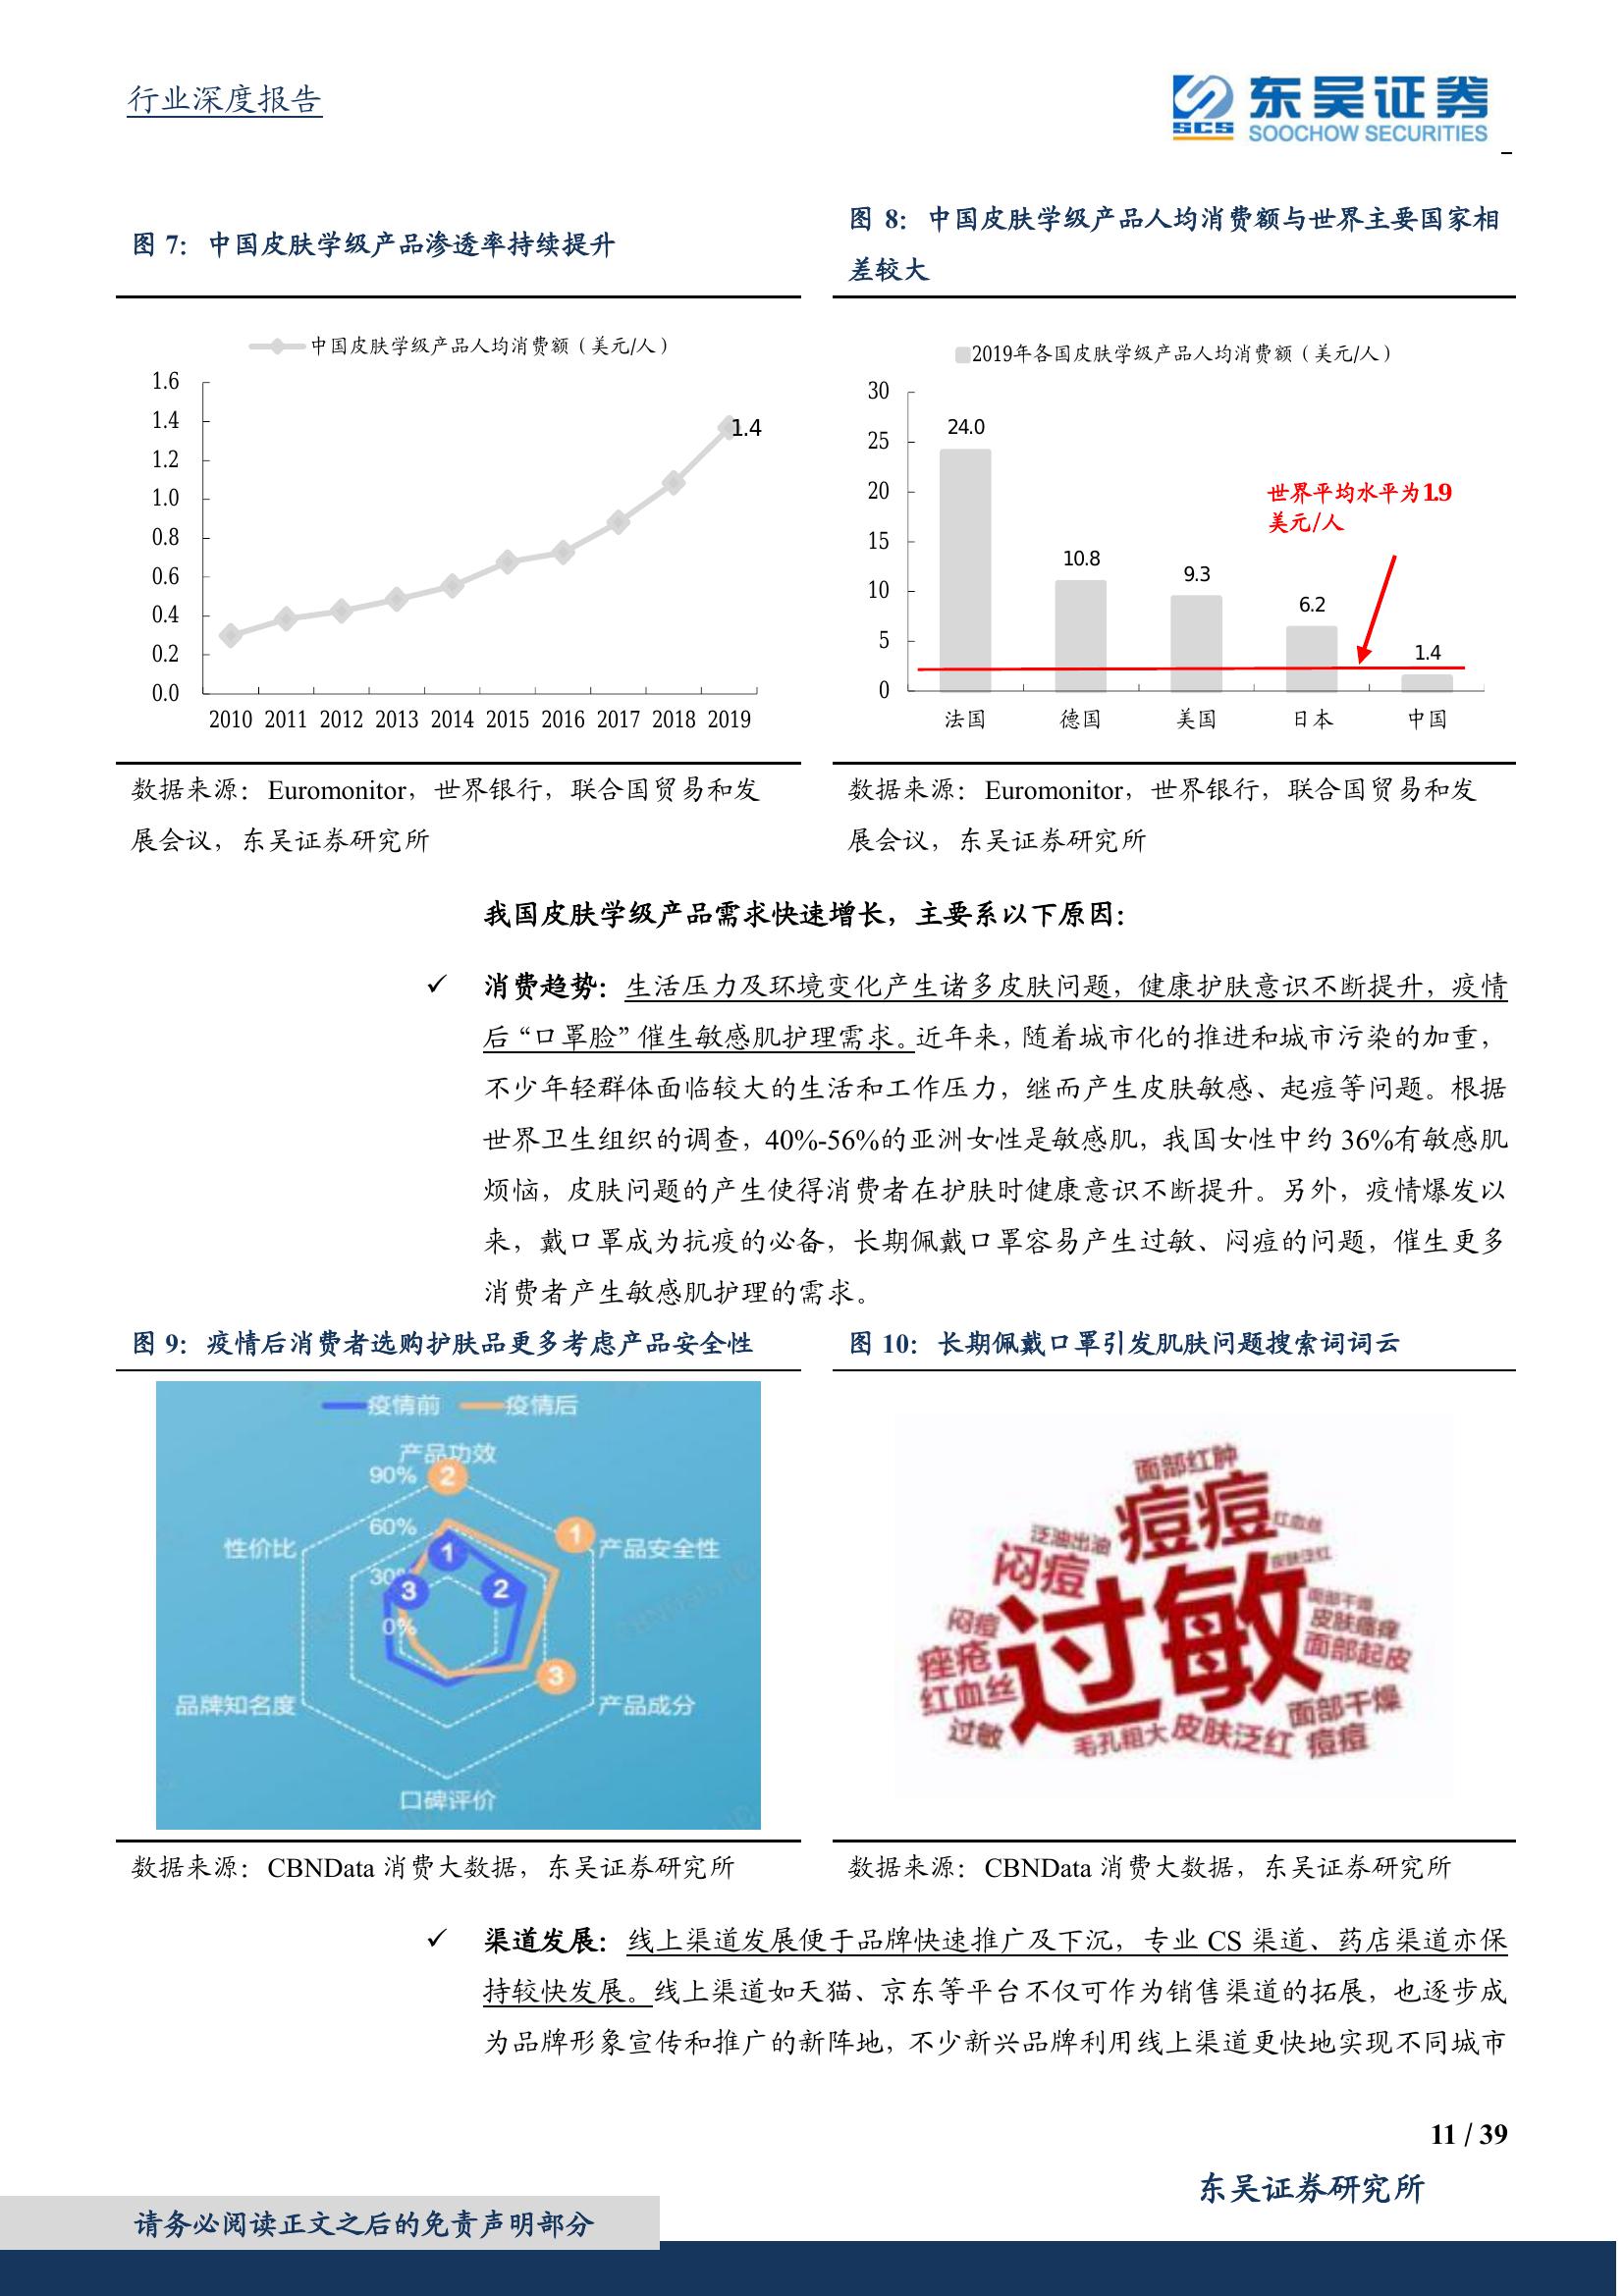 行业深度报告
东吴证券
SCS
SOOCHOW SECURITIES
图 7：中国皮肤学级产品渗透率持续提升
中国皮肤学级产品人均消费额（美元/人）
1.6
1.4
1.2
1.0
0.8
0.6
0.4
0.2
0.0
1.4
2010 2011 2012 2013 2014 2015 2016 2017 2018 2019
数据来源：Euromonitor，世界银行，联合国贸易和发
展会议，东吴证券研究所
图 8：中国皮肤学级产品人均消费额与世界主要国家相
差较大
2019年各国皮肤学级产品人均消费额（美元/人）
30
25
20
15
10
5
0
24.0
10.8
9.3
6.2
1.4
世界平均水平为1.9
美元/人
法国 德国 美国 日本 中国
数据来源：Euromonitor，世界银行，联合国贸易和发
展会议，东吴证券研究所
我国皮肤学级产品需求快速增长，主要系以下原因：
✓ 消费趋势：生活压力及环境变化产生诸多皮肤问题，健康护肤意识不断提升，疫情
后“口罩脸”催生敏感肌护理需求。近年来，随着城市化的推进和城市污染的加重，
不少年轻群体面临较大的生活和工作压力，继而产生皮肤敏感、起痘等问题。根据
世界卫生组织的调查，40%-56%的亚洲女性是敏感肌，我国女性中约 36%有敏感肌
烦恼，皮肤问题的产生使得消费者在护肤时健康意识不断提升。另外，疫情爆发以
来，戴口罩成为抗疫的必备，长期佩戴口罩容易产生过敏、闷痘的问题，催生更多
消费者产生敏感肌护理的需求。
图 9：疫情后消费者选购护肤品更多考虑产品安全性
疫情前 疫情后
产品功效
90%
2
60%
1
性价比
产品安全性
1
30%
3
2
0%
3
品牌知名度
产品成分
口碑评价
数据来源：CBNData 消费大数据，东吴证券研究所
图 10：长期佩戴口罩引发肌肤问题搜索词词云
面部红肿
痘痘
红血丝
泛油出油
皮肤泛红
闷痘
过敏
面部干燥
闷痘
皮肤瘙痒
痤疮
面部起皮
红血丝
面部干燥
过敏
毛孔粗大
皮肤泛红
痘痘
数据来源：CBNData 消费大数据，东吴证券研究所
✓ 渠道发展：线上渠道发展便于品牌快速推广及下沉，专业 CS 渠道、药店渠道亦保
持较快发展。线上渠道如天猫、京东等平台不仅可作为销售渠道的拓展，也逐步成
为品牌形象宣传和推广的新阵地，不少新兴品牌利用线上渠道更快地实现不同城市
11 / 39
东吴证券研究所
请务必阅读正文之后的免责声明部分